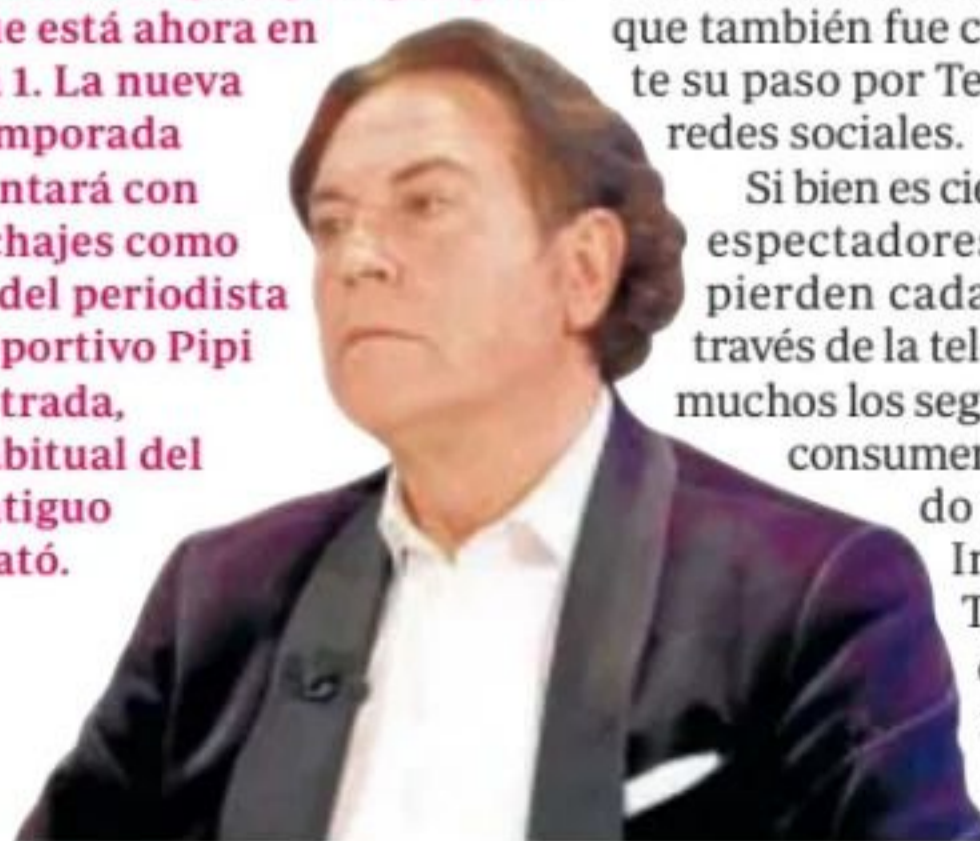 e está ahora en
1. La nueva
mporada
ntará con
chajes como
del periodista
portivo Pipi
trada,
bitual del
tiguo
ató.
que también fue c
te su paso por Te
redes sociales.
Si bien es cie
espectadores
pierden cada
través de la tel
muchos los seg
consumen
do
In
T